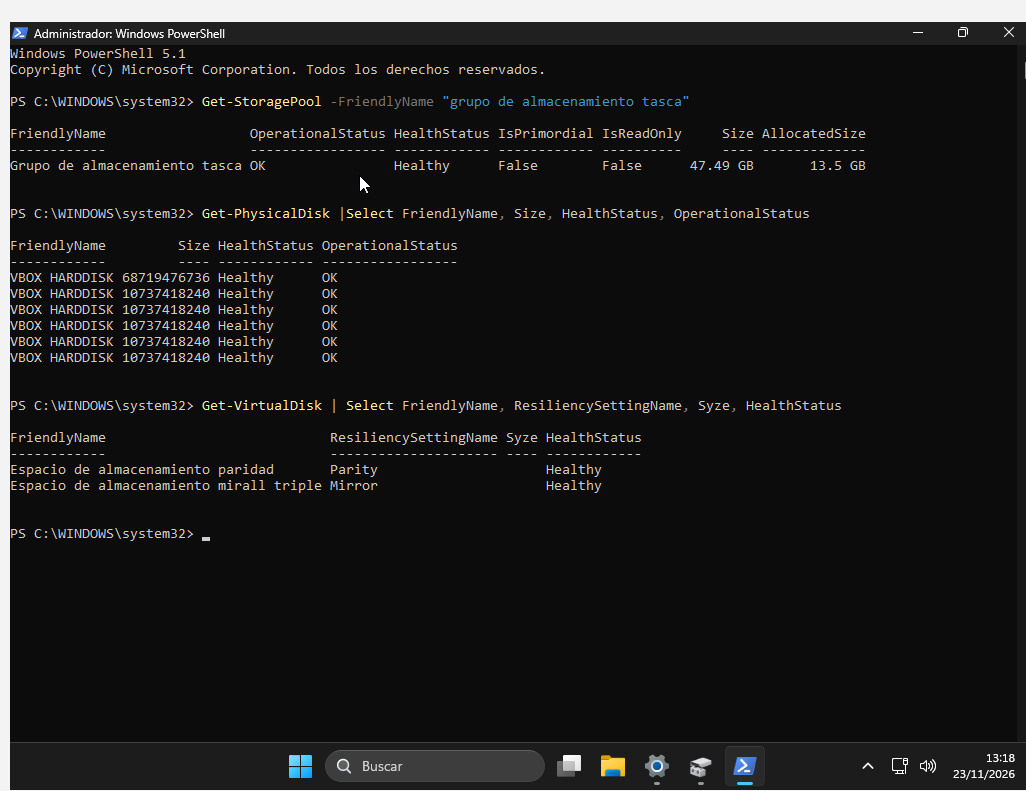 Administrador: Windows PowerShell
Windows PowerShell 5.1
Copyright (C) Microsoft Corporation. Todos los derechos reservados.
PS C:\WINDOWS\system32> Get-StoragePool -FriendlyName "grupo de almacenamiento tasca"
FriendlyName                  OperationalStatus HealthStatus IsPrimordial IsReadOnly     Size AllocatedSize
------------                  ----------------- ------------ ------------ ----------     ---- -------------
Grupo de almacenamiento tasca OK                Healthy      False        False      47.49 GB       13.5 GB
PS C:\WINDOWS\system32> Get-PhysicalDisk |Select FriendlyName, Size, HealthStatus, OperationalStatus
FriendlyName         Size HealthStatus OperationalStatus
------------         ---- ------------ -----------------
VBOX HARDDISK 68719476736 Healthy      OK
VBOX HARDDISK 10737418240 Healthy      OK
VBOX HARDDISK 10737418240 Healthy      OK
VBOX HARDDISK 10737418240 Healthy      OK
VBOX HARDDISK 10737418240 Healthy      OK
VBOX HARDDISK 10737418240 Healthy      OK
PS C:\WINDOWS\system32> Get-VirtualDisk | Select FriendlyName, ResiliencySettingName, Syze, HealthStatus
FriendlyName                            ResiliencySettingName Syze HealthStatus
------------                            --------------------- ---- ------------
Espacio de almacenamiento paridad       Parity                     Healthy
Espacio de almacenamiento mirall triple Mirror                     Healthy
PS C:\WINDOWS\system32>
Buscar
13:18
23/11/2026